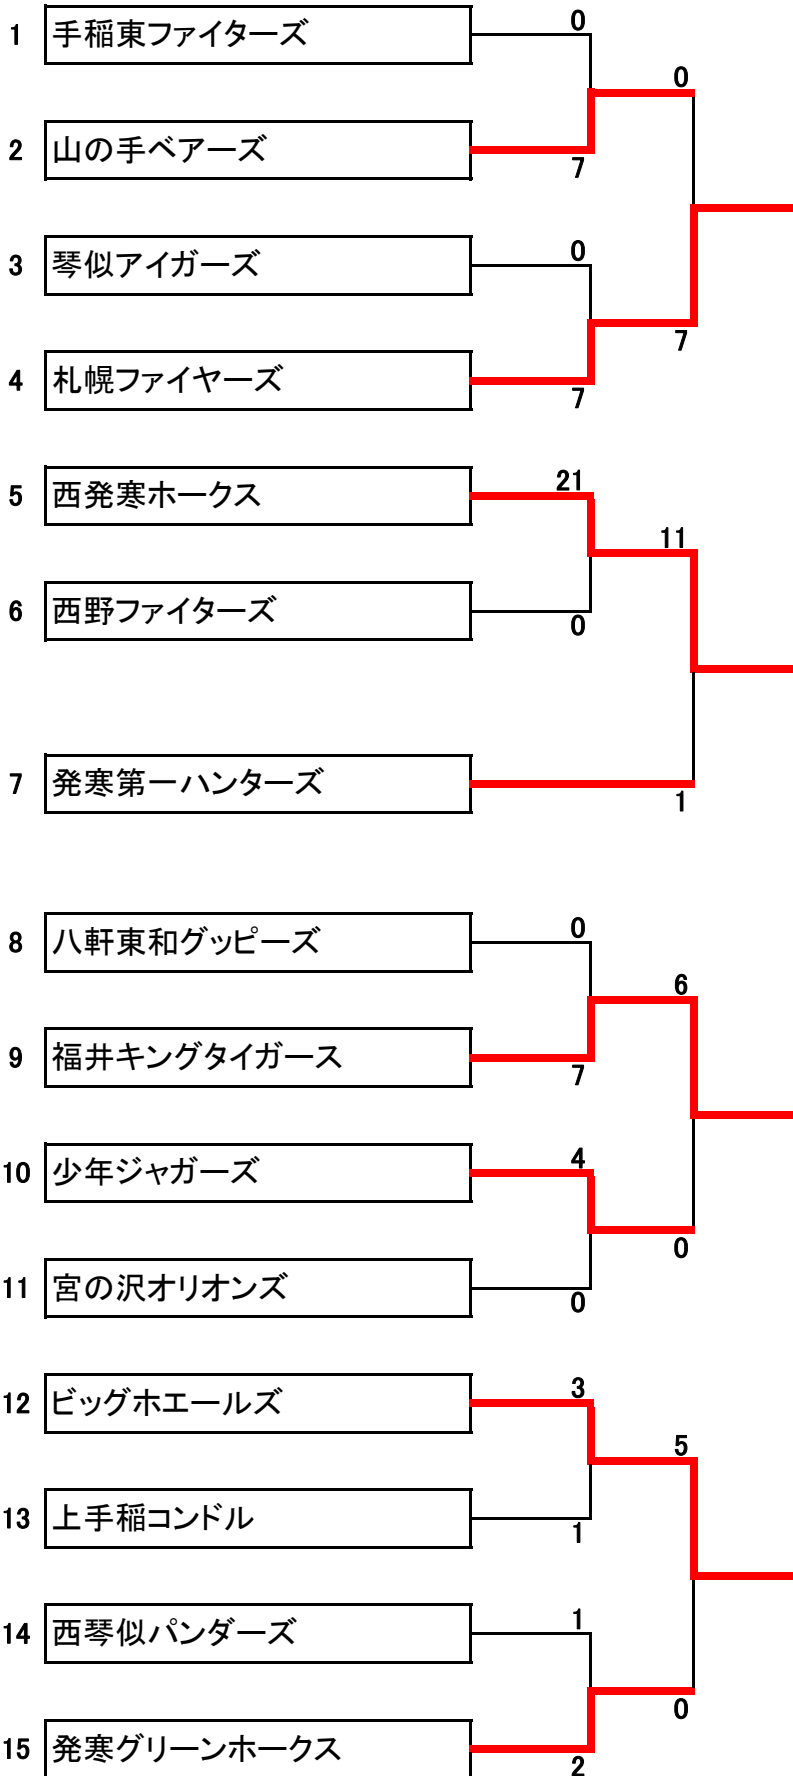 0
1 手稲東ファイターズ
0
2 山の手ベアーズ
7
0
3 琴似アイガーズ
7
4 札幌ファイヤーズ
7
21
5 西発寒ホークス
11
6 西野ファイターズ
0
7 発寒第一ハンターズ
1
0
8 八軒東和グッピーズ
6
9 福井キングタイガース
7
4
10 少年ジャガーズ
0
11 宮の沢オリオンズ
0
3
12 ビッグホエールズ
5
13 上手稲コンドル
1
1
14 西琴似パンダーズ
0
15 発寒グリーンホークス
2